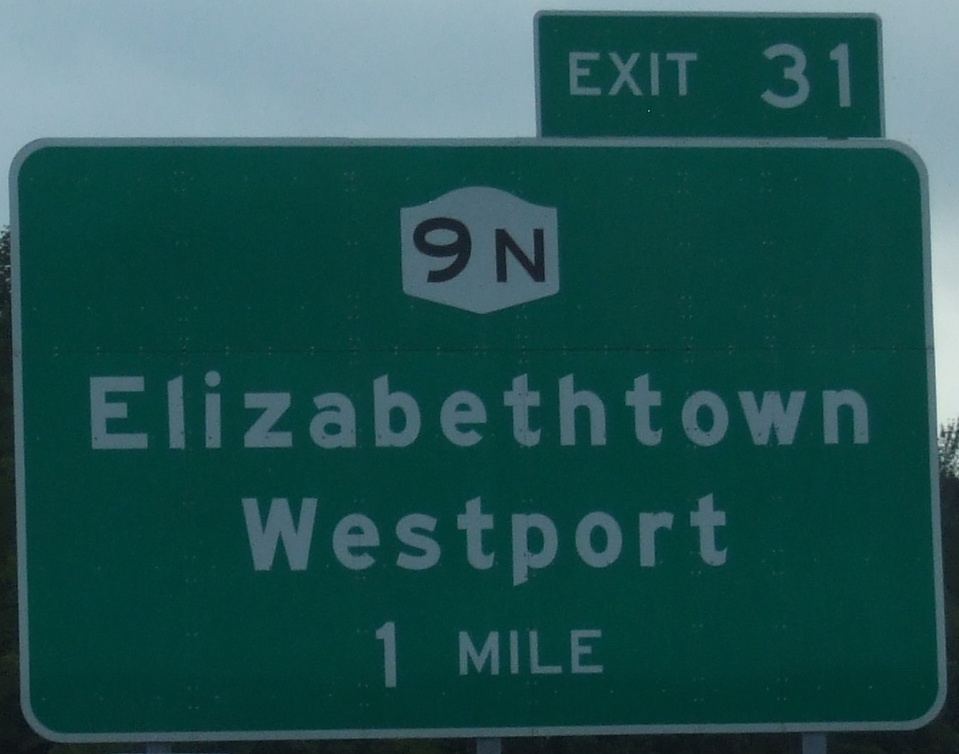 EXIT 31
9N
Elizabethtown
Westport
1 MILE